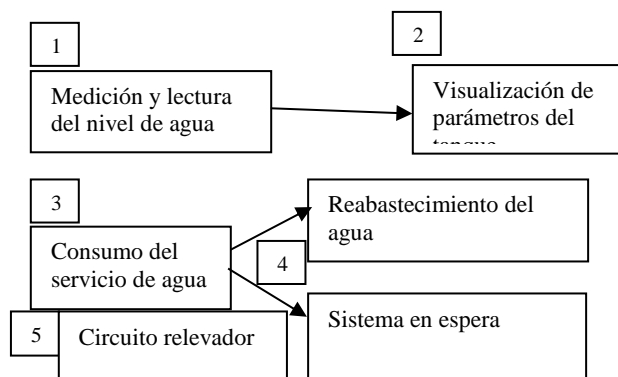 1
2
Medición y lectura
del nivel de agua
Visualización de
parámetros del
3
Reabastecimiento del
agua
Consumo del
servicio de agua
4
Sistema en espera
5
Circuito relevador